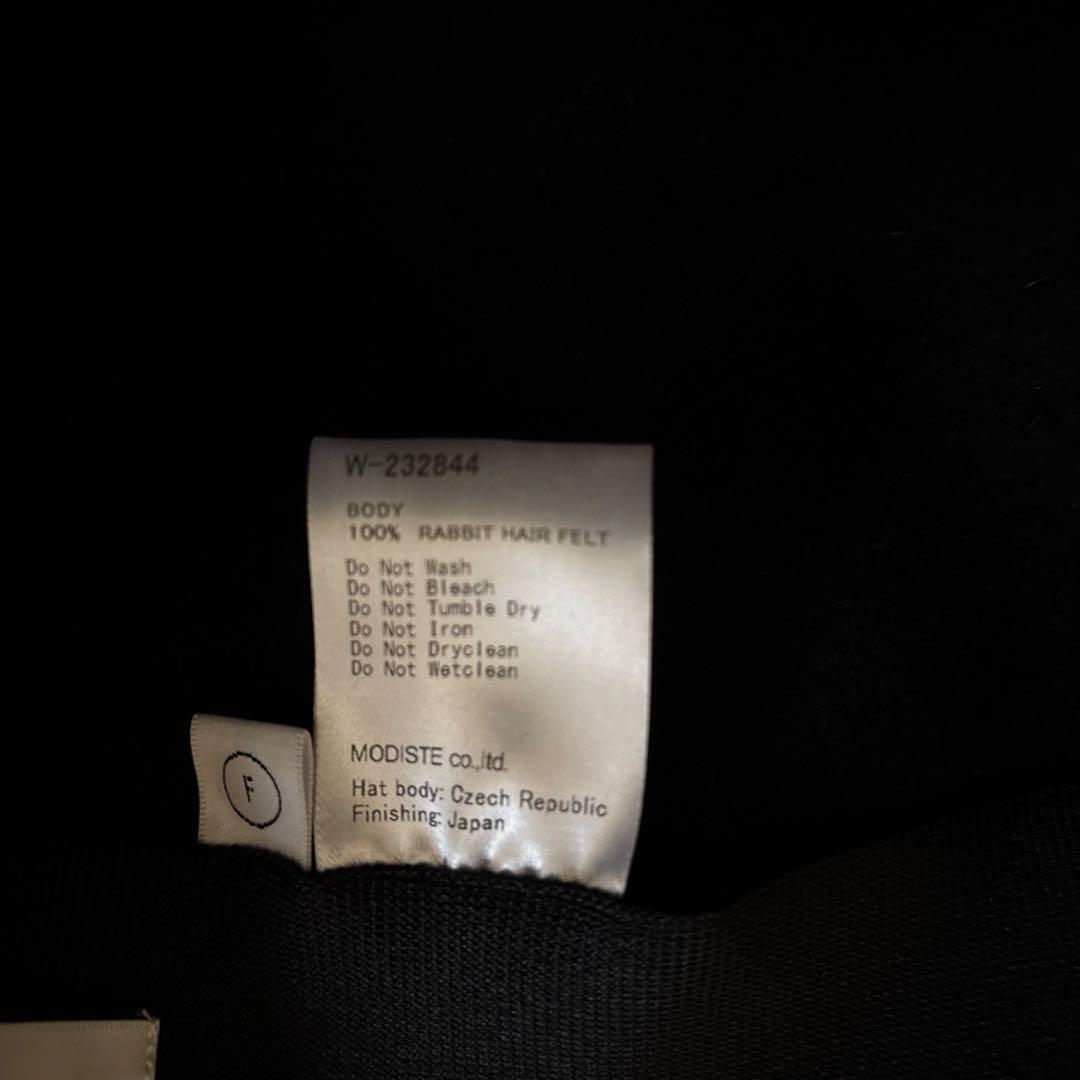 W-232844
BODY
100% RABBIT HAIR FELT
Do Not Wash
Do Not Bleach
Do Not Tumble Dry
Do Not Iron
Do Not Dryclean
Do Not Wetclean
MODISTE co.,ltd.
Hat body: Czech Republic
Finishing: Japan
F